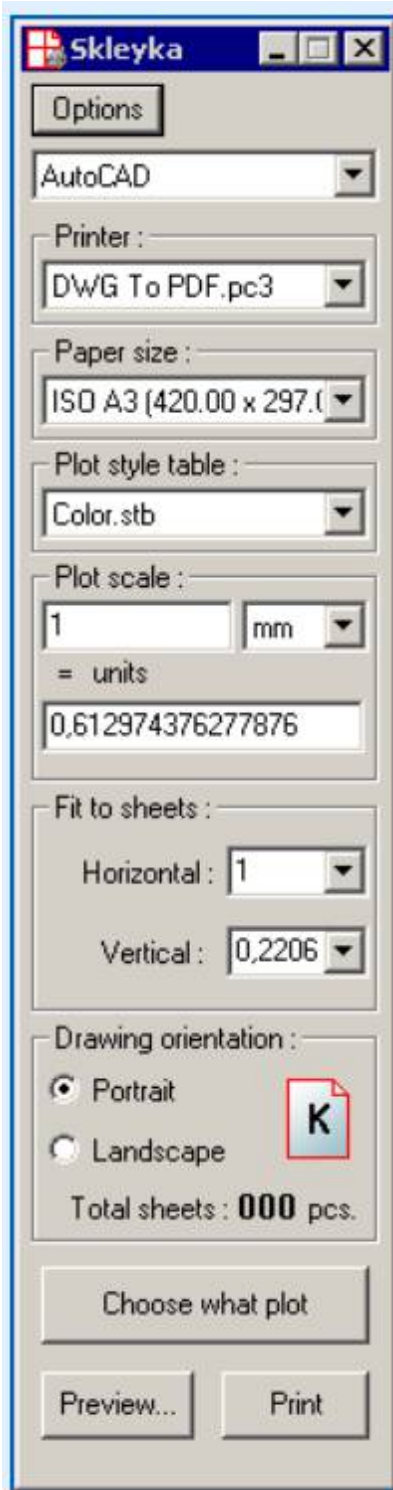 Skleyka
Options
AutoCAD
Printer :
DWG To PDF.pc3
Paper size :
ISO A3 (420.00 x 297.(
Plot style table :
Color.stb
Plot scale :
1 mm
= units
0,612974376277876
Fit to sheets :
Horizontal : 1
Vertical : 0,2206
Drawing orientation :
Portrait
K
Landscape
Total sheets : 000 pcs.
Choose what plot
Preview... Print